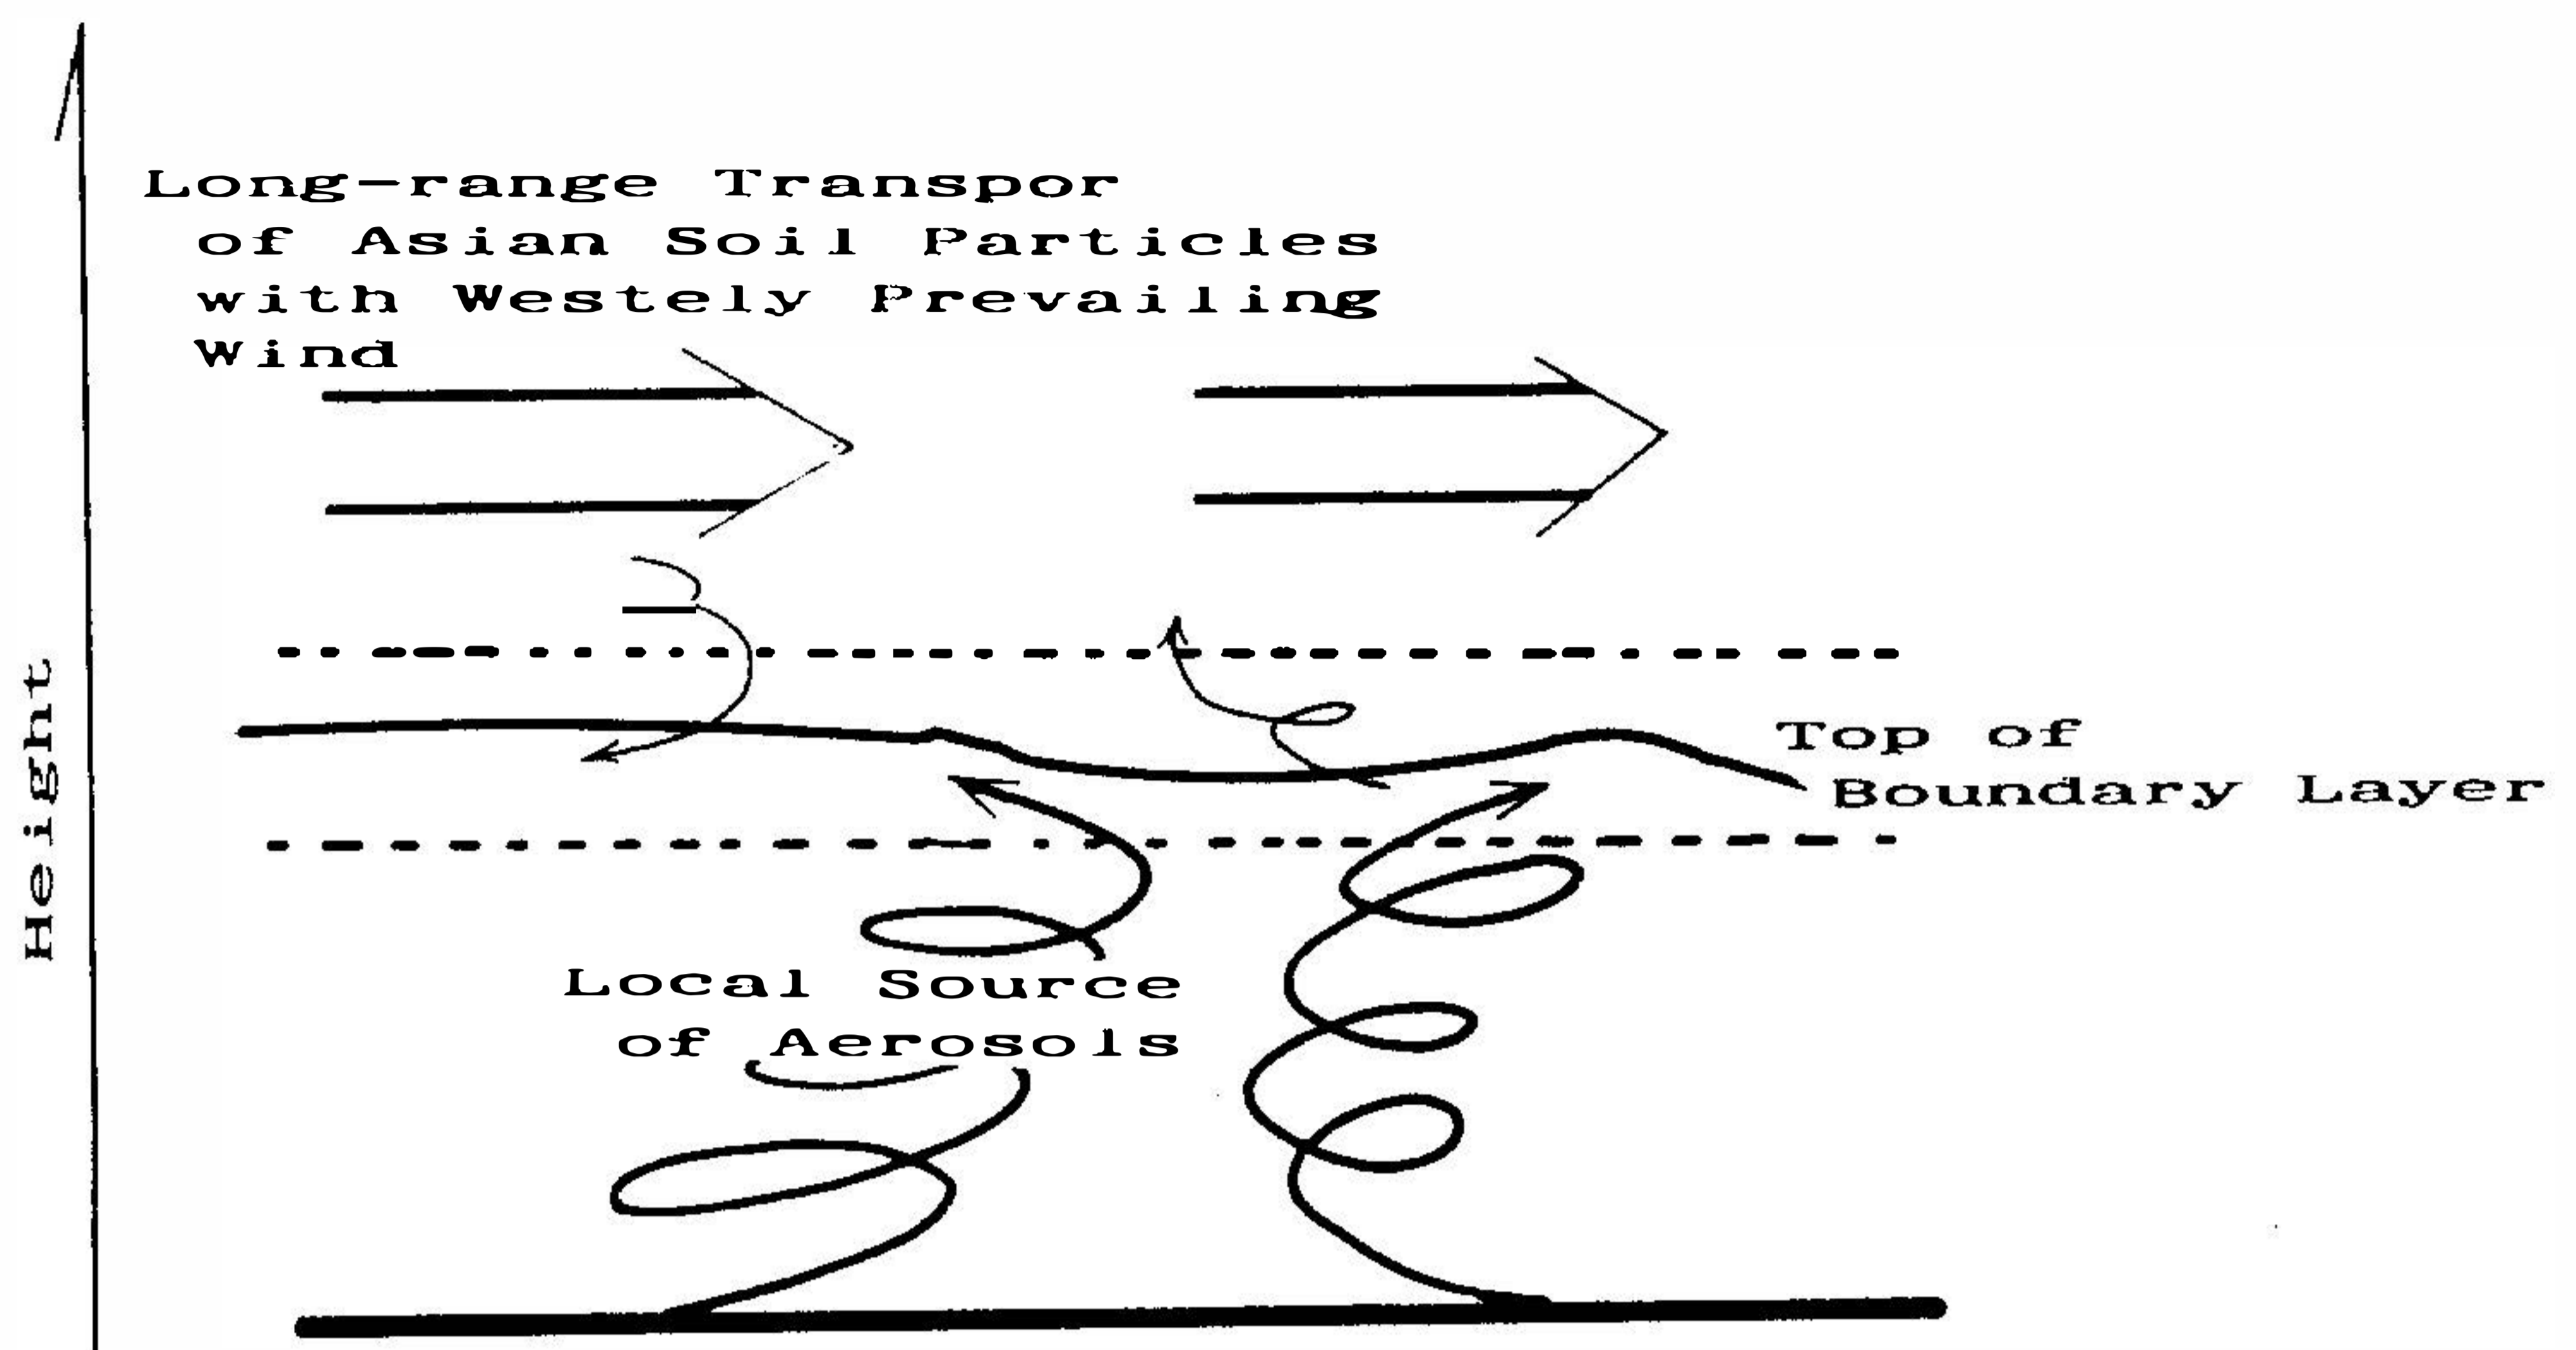 Long-range Transpor
of Asian Soil Particles
with Westely Prevailing
Wind
Height
Top of
Boundary Layer
Local Source
of Aerosols